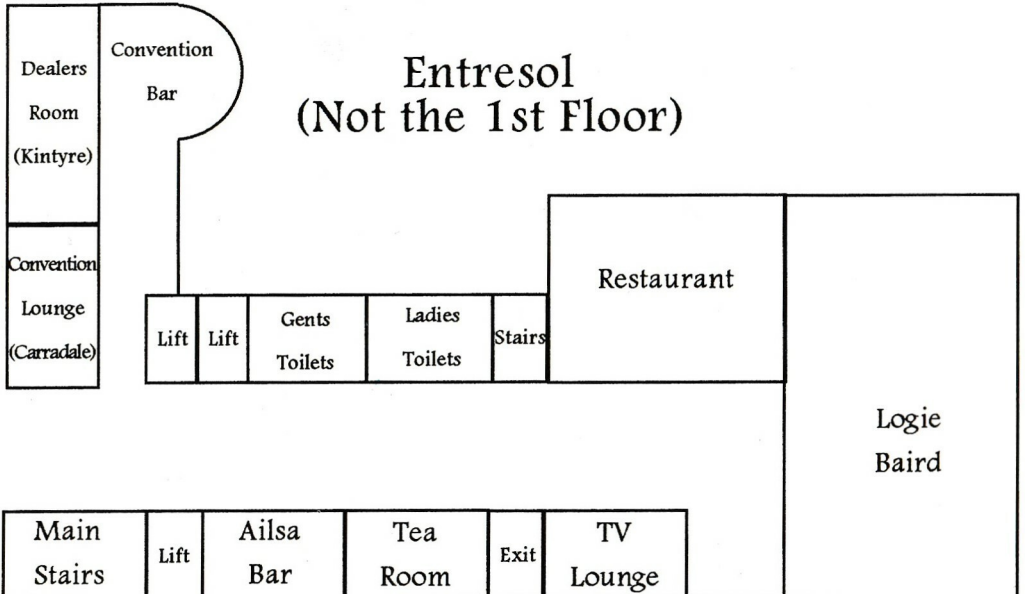 Entresol
(Not the 1st Floor)
Dealers
Room
(Kintyre)
Convention
Bar
Convention
Lounge
(Carradale)
Lift
Lift
Gents
Toilets
Ladies
Toilets
Stairs
Restaurant
Logie
Baird
Main
Stairs
Lift
Ailsa
Bar
Tea
Room
Exit
TV
Lounge